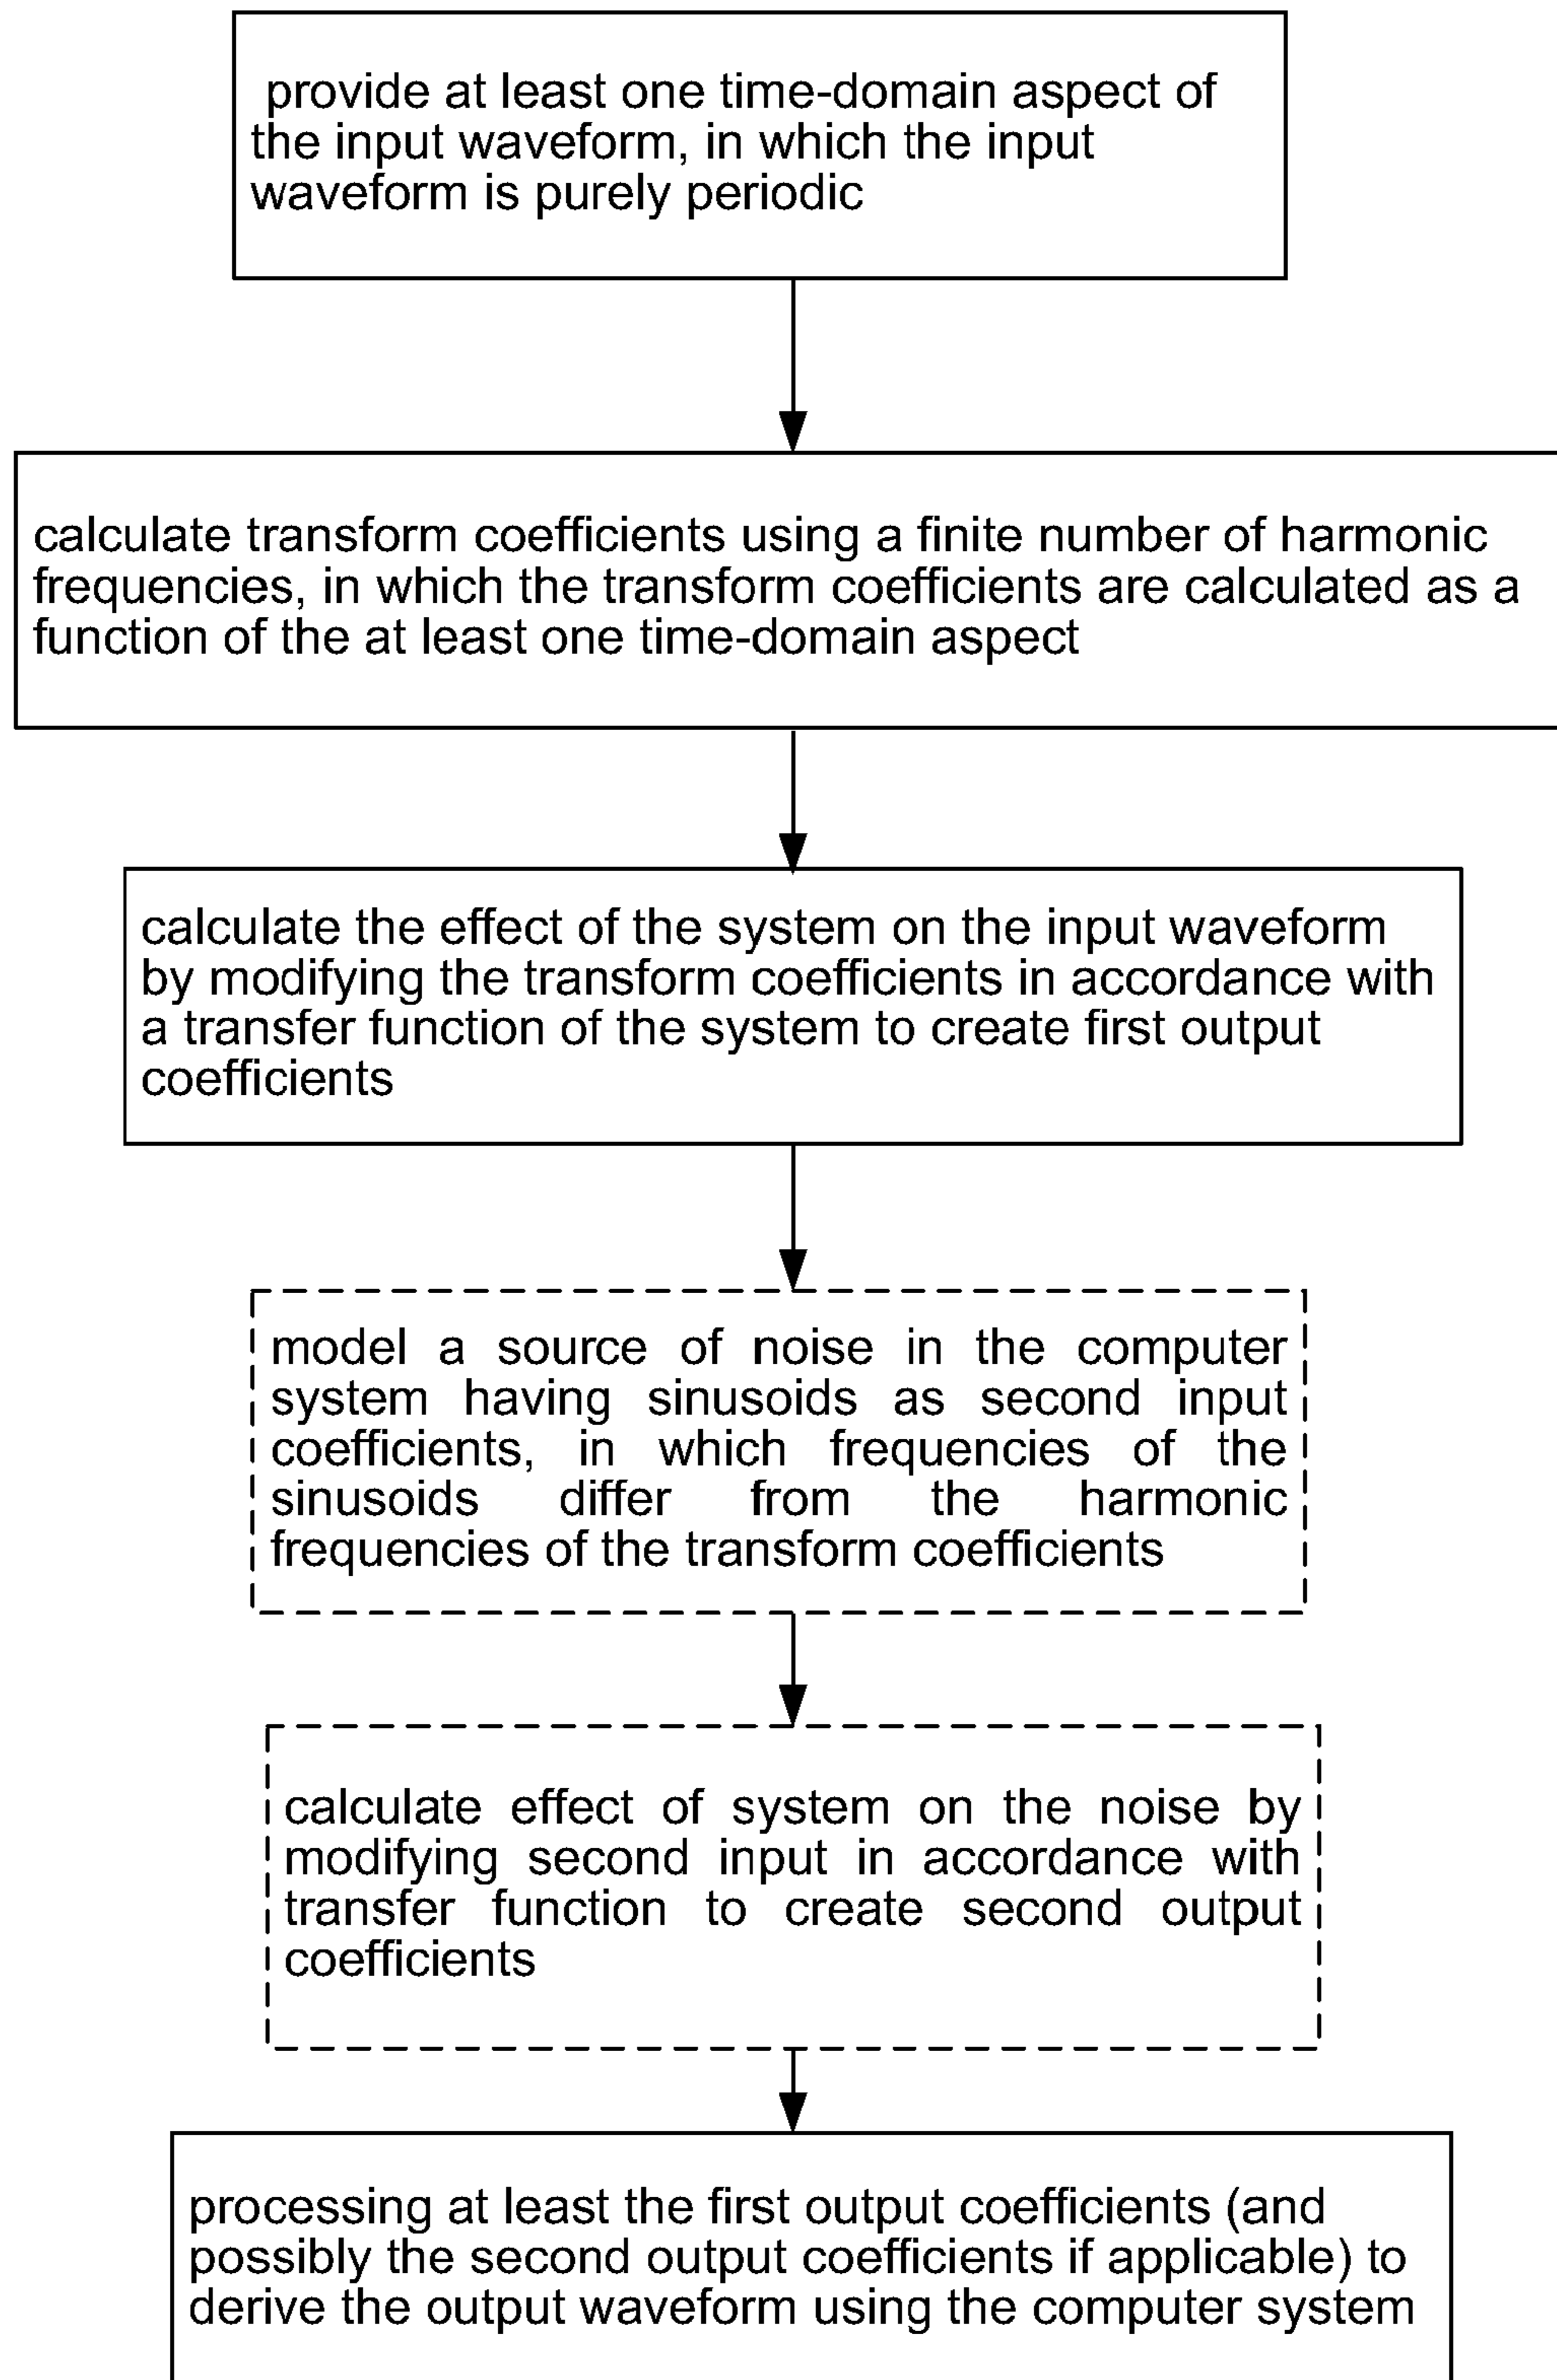 provide at least one time-domain aspect of
the input waveform, in which the input
waveform is purely periodic
calculate transform coefficients using a finite number of harmonic
frequencies, in which the transform coefficients are calculated as a
function of the at least one time-domain aspect
calculate the effect of the system on the input waveform
by modifying the transform coefficients in accordance with
a transfer function of the system to create first output
coefficients
model a source of noise in the computer
system having sinusoids as second input
coefficients, in which frequencies of the
sinusoids differ from the harmonic
frequencies of the transform coefficients
calculate effect of system on the noise by
modifying second input in accordance with
transfer function to create second output
coefficients
processing at least the first output coefficients (and
possibly the second output coefficients if applicable) to
derive the output waveform using the computer system